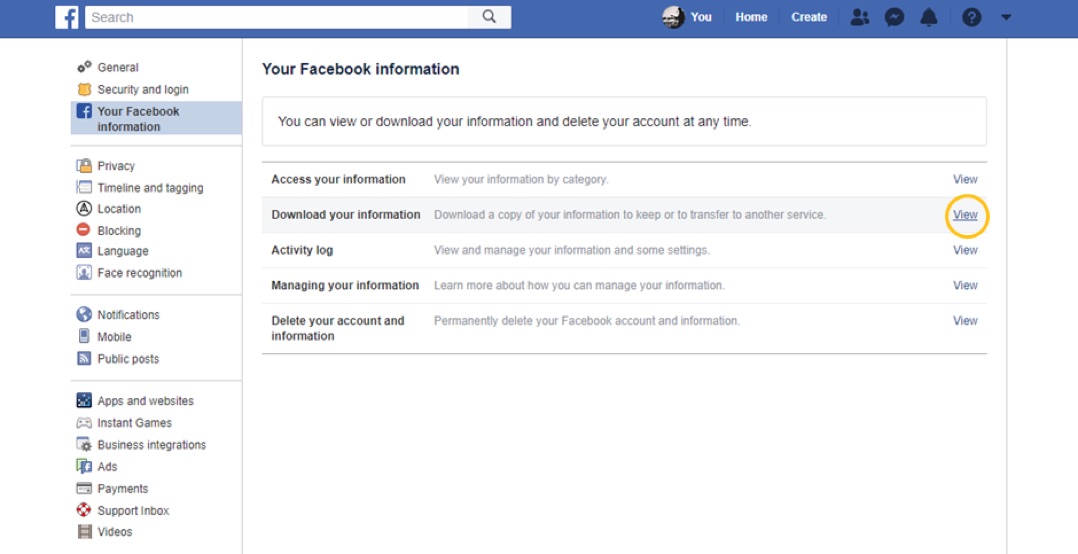 f
Search
You
Home
Create
?
General
Security and login
Your Facebook
information
Privacy
Timeline and tagging
Location
Blocking
Language
Face recognition
Notifications
Mobile
Public posts
Apps and websites
Instant Games
Business integrations
Ads
Payments
Support Inbox
Videos
Your Facebook information
You can view or download your information and delete your account at any time.
Access your information View your information by category. View
Download your information Download a copy of your information to keep or to transfer to another service. View
Activity log View and manage your information and some settings. View
Managing your information Learn more about how you can manage your information. View
Delete your account and Permanently delete your Facebook account and information. View
information